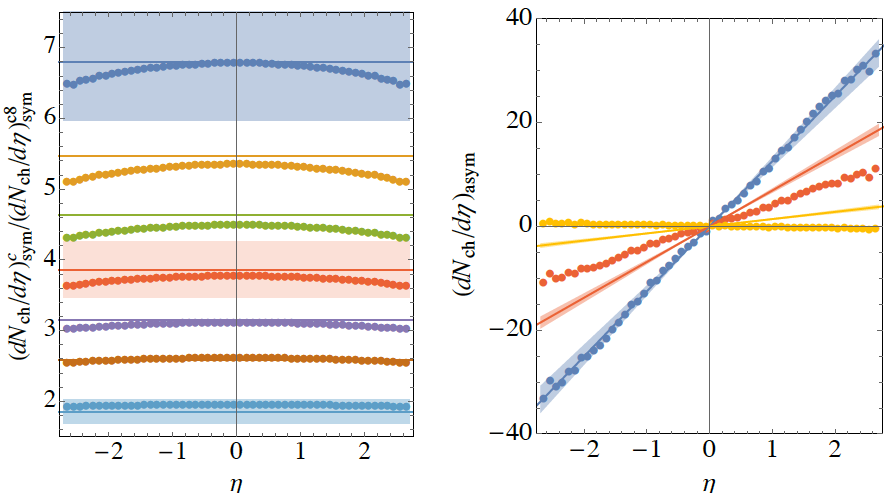 7
6
5
4
3
2
−2 −1 0 1 2
η
(dN_ch/dη)^c_sym/(dN_ch/dη)^c8_sym
40
20
0
−20
−40
−2 −1 0 1 2
η
(dN_ch/dη)_asym